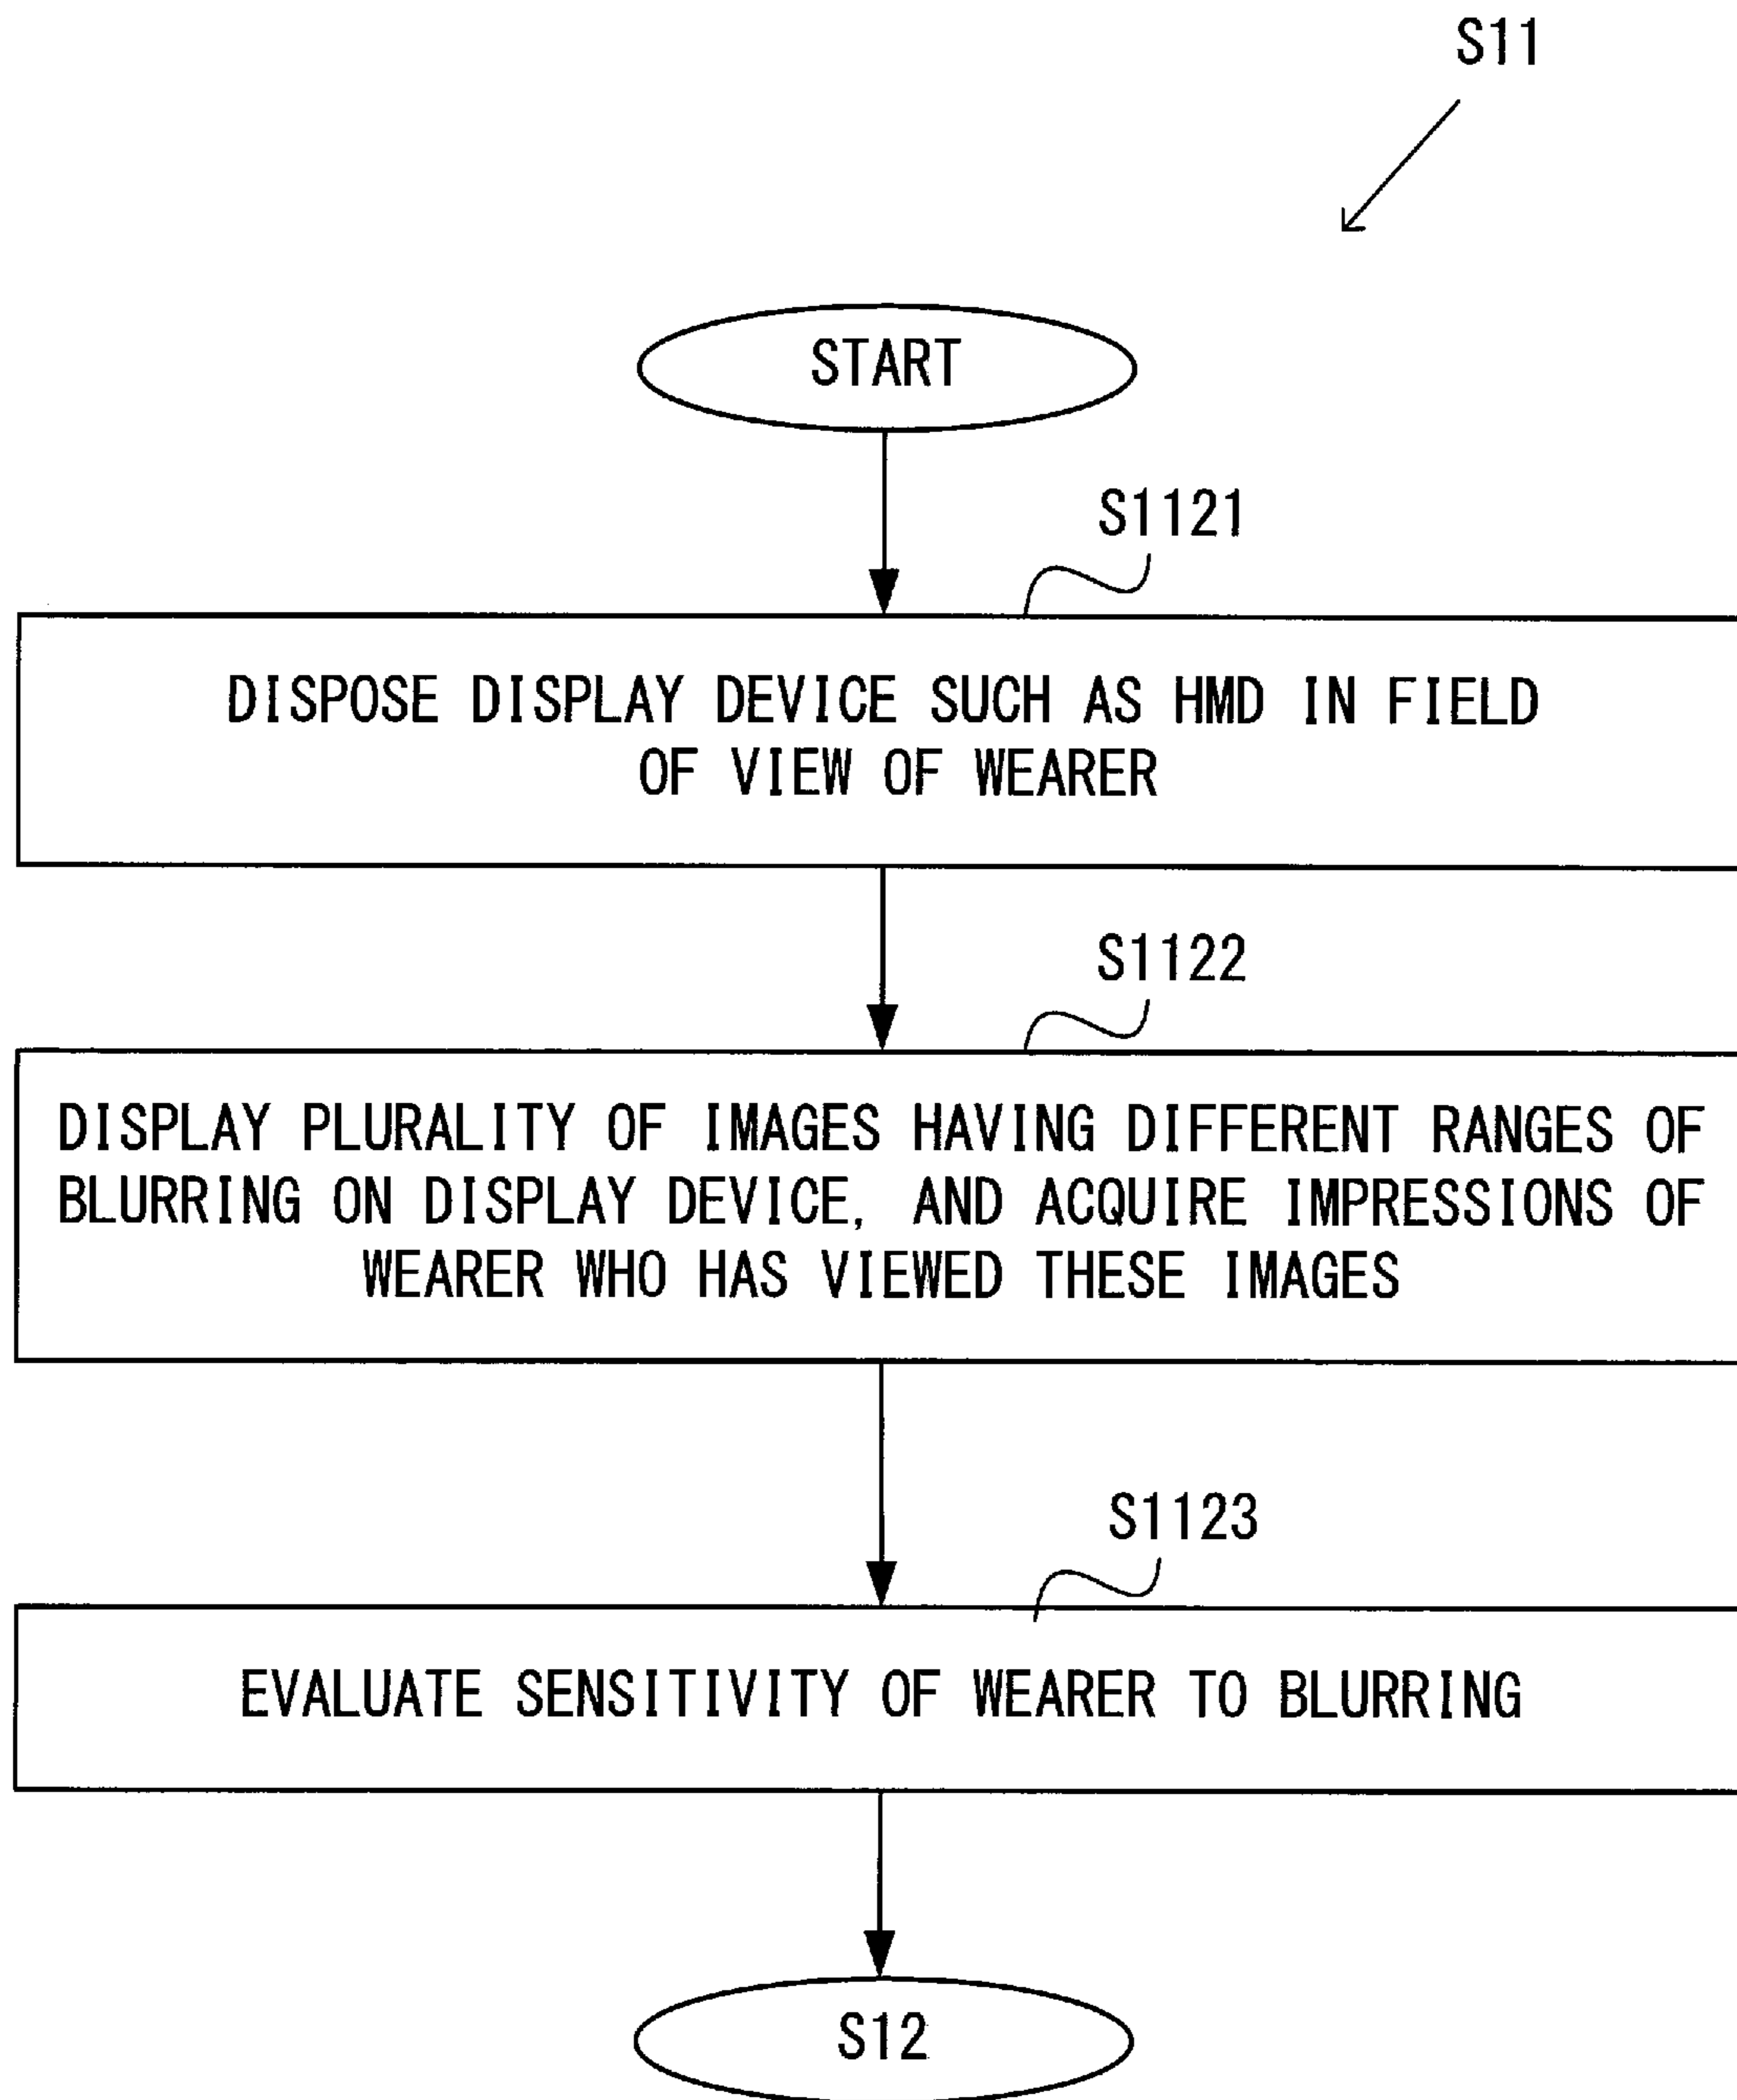 S11
START
S1121
DISPOSE DISPLAY DEVICE SUCH AS HMD IN FIELD
OF VIEW OF WEARER
S1122
DISPLAY PLURALITY OF IMAGES HAVING DIFFERENT RANGES OF
BLURRING ON DISPLAY DEVICE, AND ACQUIRE IMPRESSIONS OF
WEARER WHO HAS VIEWED THESE IMAGES
S1123
EVALUATE SENSITIVITY OF WEARER TO BLURRING
S12